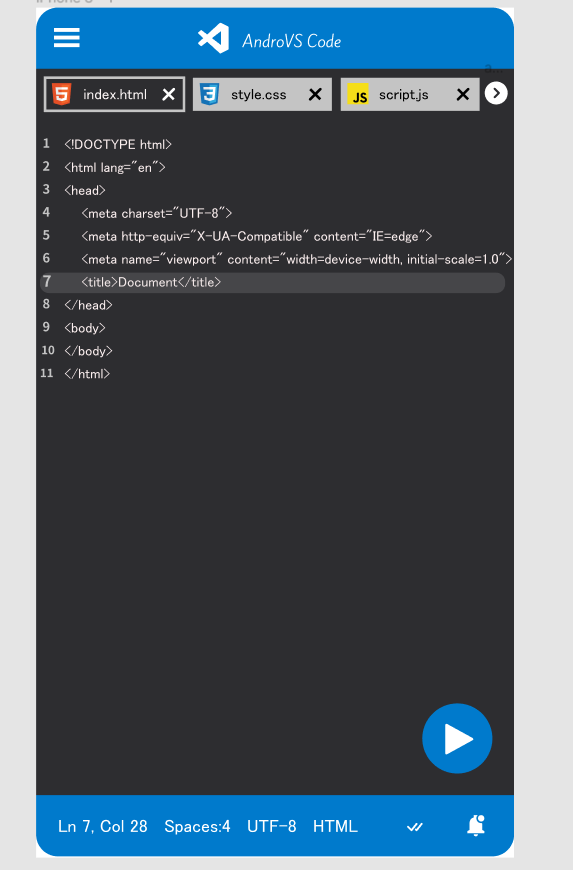 AndroVS Code
index.html style.css JS script.js
1 <!DOCTYPE html>
2 <html lang="en">
3 <head>
4 <meta charset="UTF-8">
5 <meta http-equiv="X-UA-Compatible" content="IE=edge">
6 <meta name="viewport" content="width=device-width, initial-scale=1.0">
7 <title>Document</title>
8 </head>
9 <body>
10 </body>
11 </html>
Ln 7, Col 28 Spaces:4 UTF-8 HTML